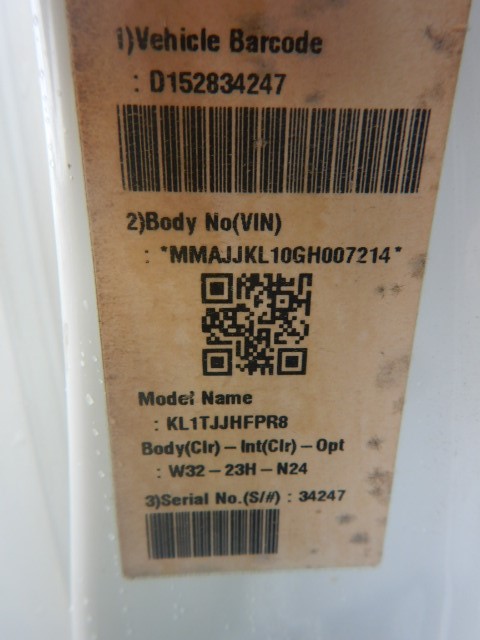 1)Vehicle Barcode
: D152834247
2)Body No(VIN)
: *MMAJJKL10GH007214*
Model Name
: KL1TJJHFPR8
Body(Clr)-Int(Clr)-Opt
: W32-23H-N24
3)Serial No.(S/#) : 34247